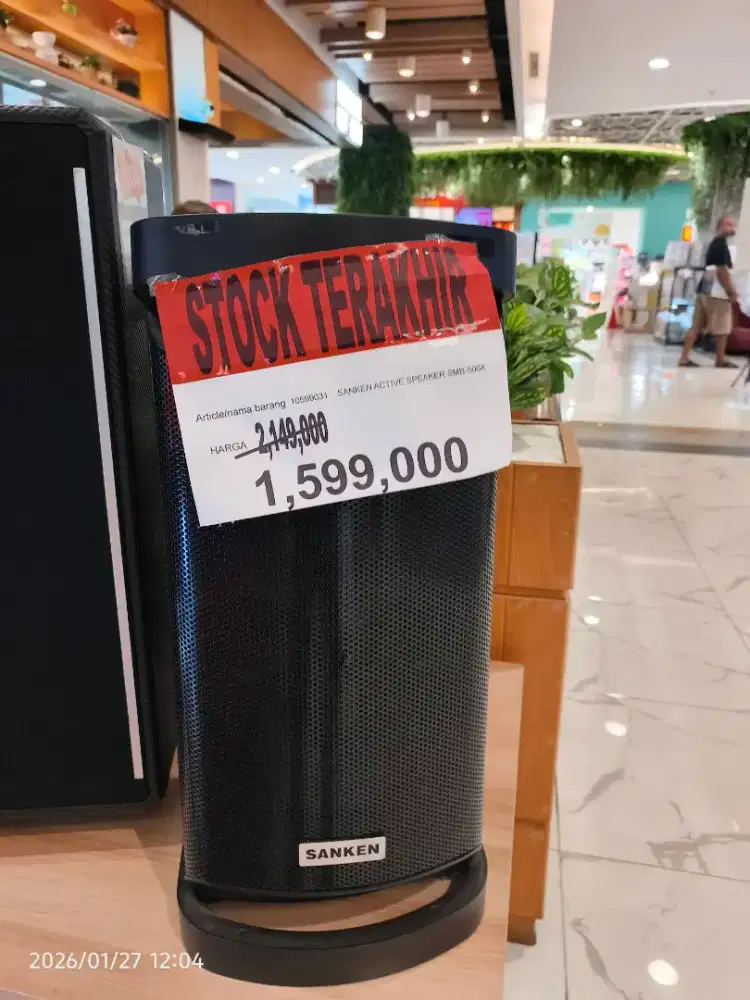 STOCK TERAKHIR
Article/nama barang 10599031 SANKEN ACTIVE SPEAKER SMB-500X
HARGA 2,149,000
1,599,000
SANKEN
2026/01/27 12:04